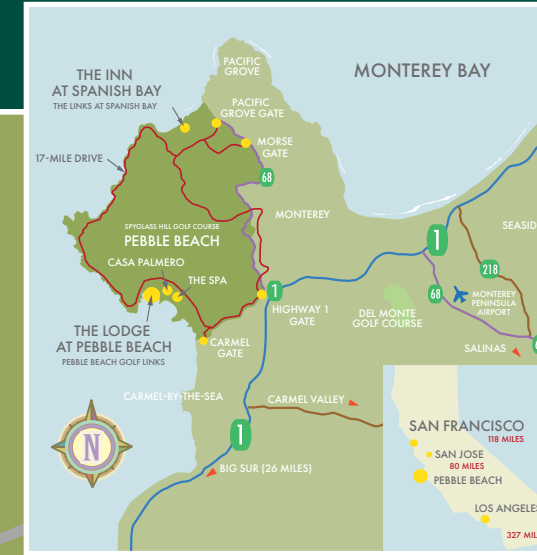 PACIFIC
GROVE
MONTEREY BAY
THE INN
AT SPANISH BAY
THE LINKS AT SPANISH BAY
PACIFIC
GROVE GATE
MORSE
GATE
17-MILE DRIVE
68
MONTEREY
SPYGLASS HILL GOLF COURSE
PEBBLE BEACH
CASA PALMERO
THE SPA
1
SEASID
218
68
MONTEREY
PENINSULA
AIRPORT
1
HIGHWAY 1
GATE
DEL MONTE
GOLF COURSE
THE LODGE
AT PEBBLE BEACH
PEBBLE BEACH GOLF LINKS
CARMEL
GATE
SALINAS
CARMEL-BY-THE-SEA
CARMEL VALLEY
1
N
BIG SUR (26 MILES)
SAN FRANCISCO
118 MILES
SAN JOSE
80 MILES
PEBBLE BEACH
LOS ANGELES
327 MIL